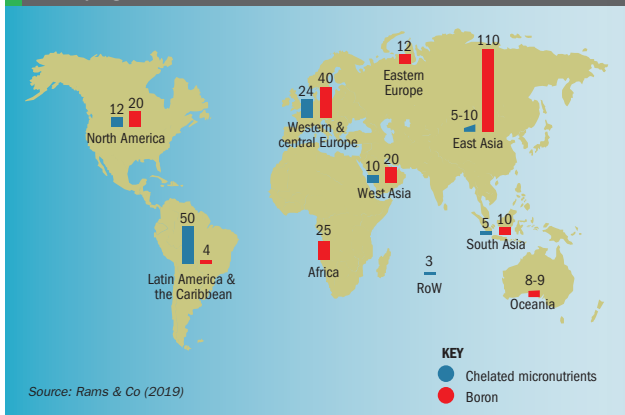 12 20
North America
24 40
Western &
central Europe
12
Eastern
Europe
110
5-10
East Asia
10 20
West Asia
50
4
Latin America &
the Caribbean
25
Africa
3
RoW
5 10
South Asia
8-9
Oceania
KEY
Chelated micronutrients
Boron
Source: Rams & Co (2019)